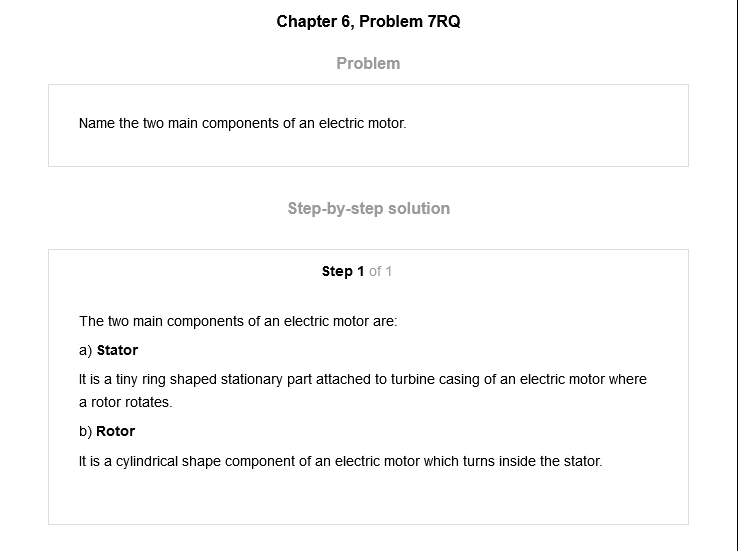 Chapter 6, Problem 7RQ
Problem
Name the two main components of an electric motor.
Step-by-step solution
Step 1 of 1
The two main components of an electric motor are:
a) Stator
It is a tiny ring shaped stationary part attached to turbine casing of an electric motor where
a rotor rotates.
b) Rotor
It is a cylindrical shape component of an electric motor which turns inside the stator.